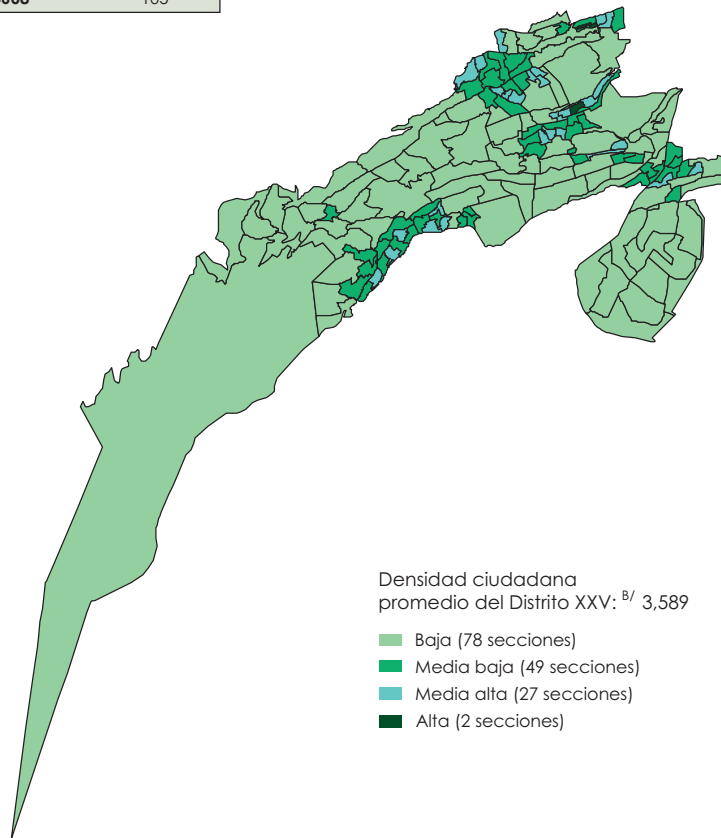 165
Densidad ciudadana
promedio del Distrito XXV: B/ 3,589
Baja (78 secciones)
Media baja (49 secciones)
Media alta (27 secciones)
Alta (2 secciones)